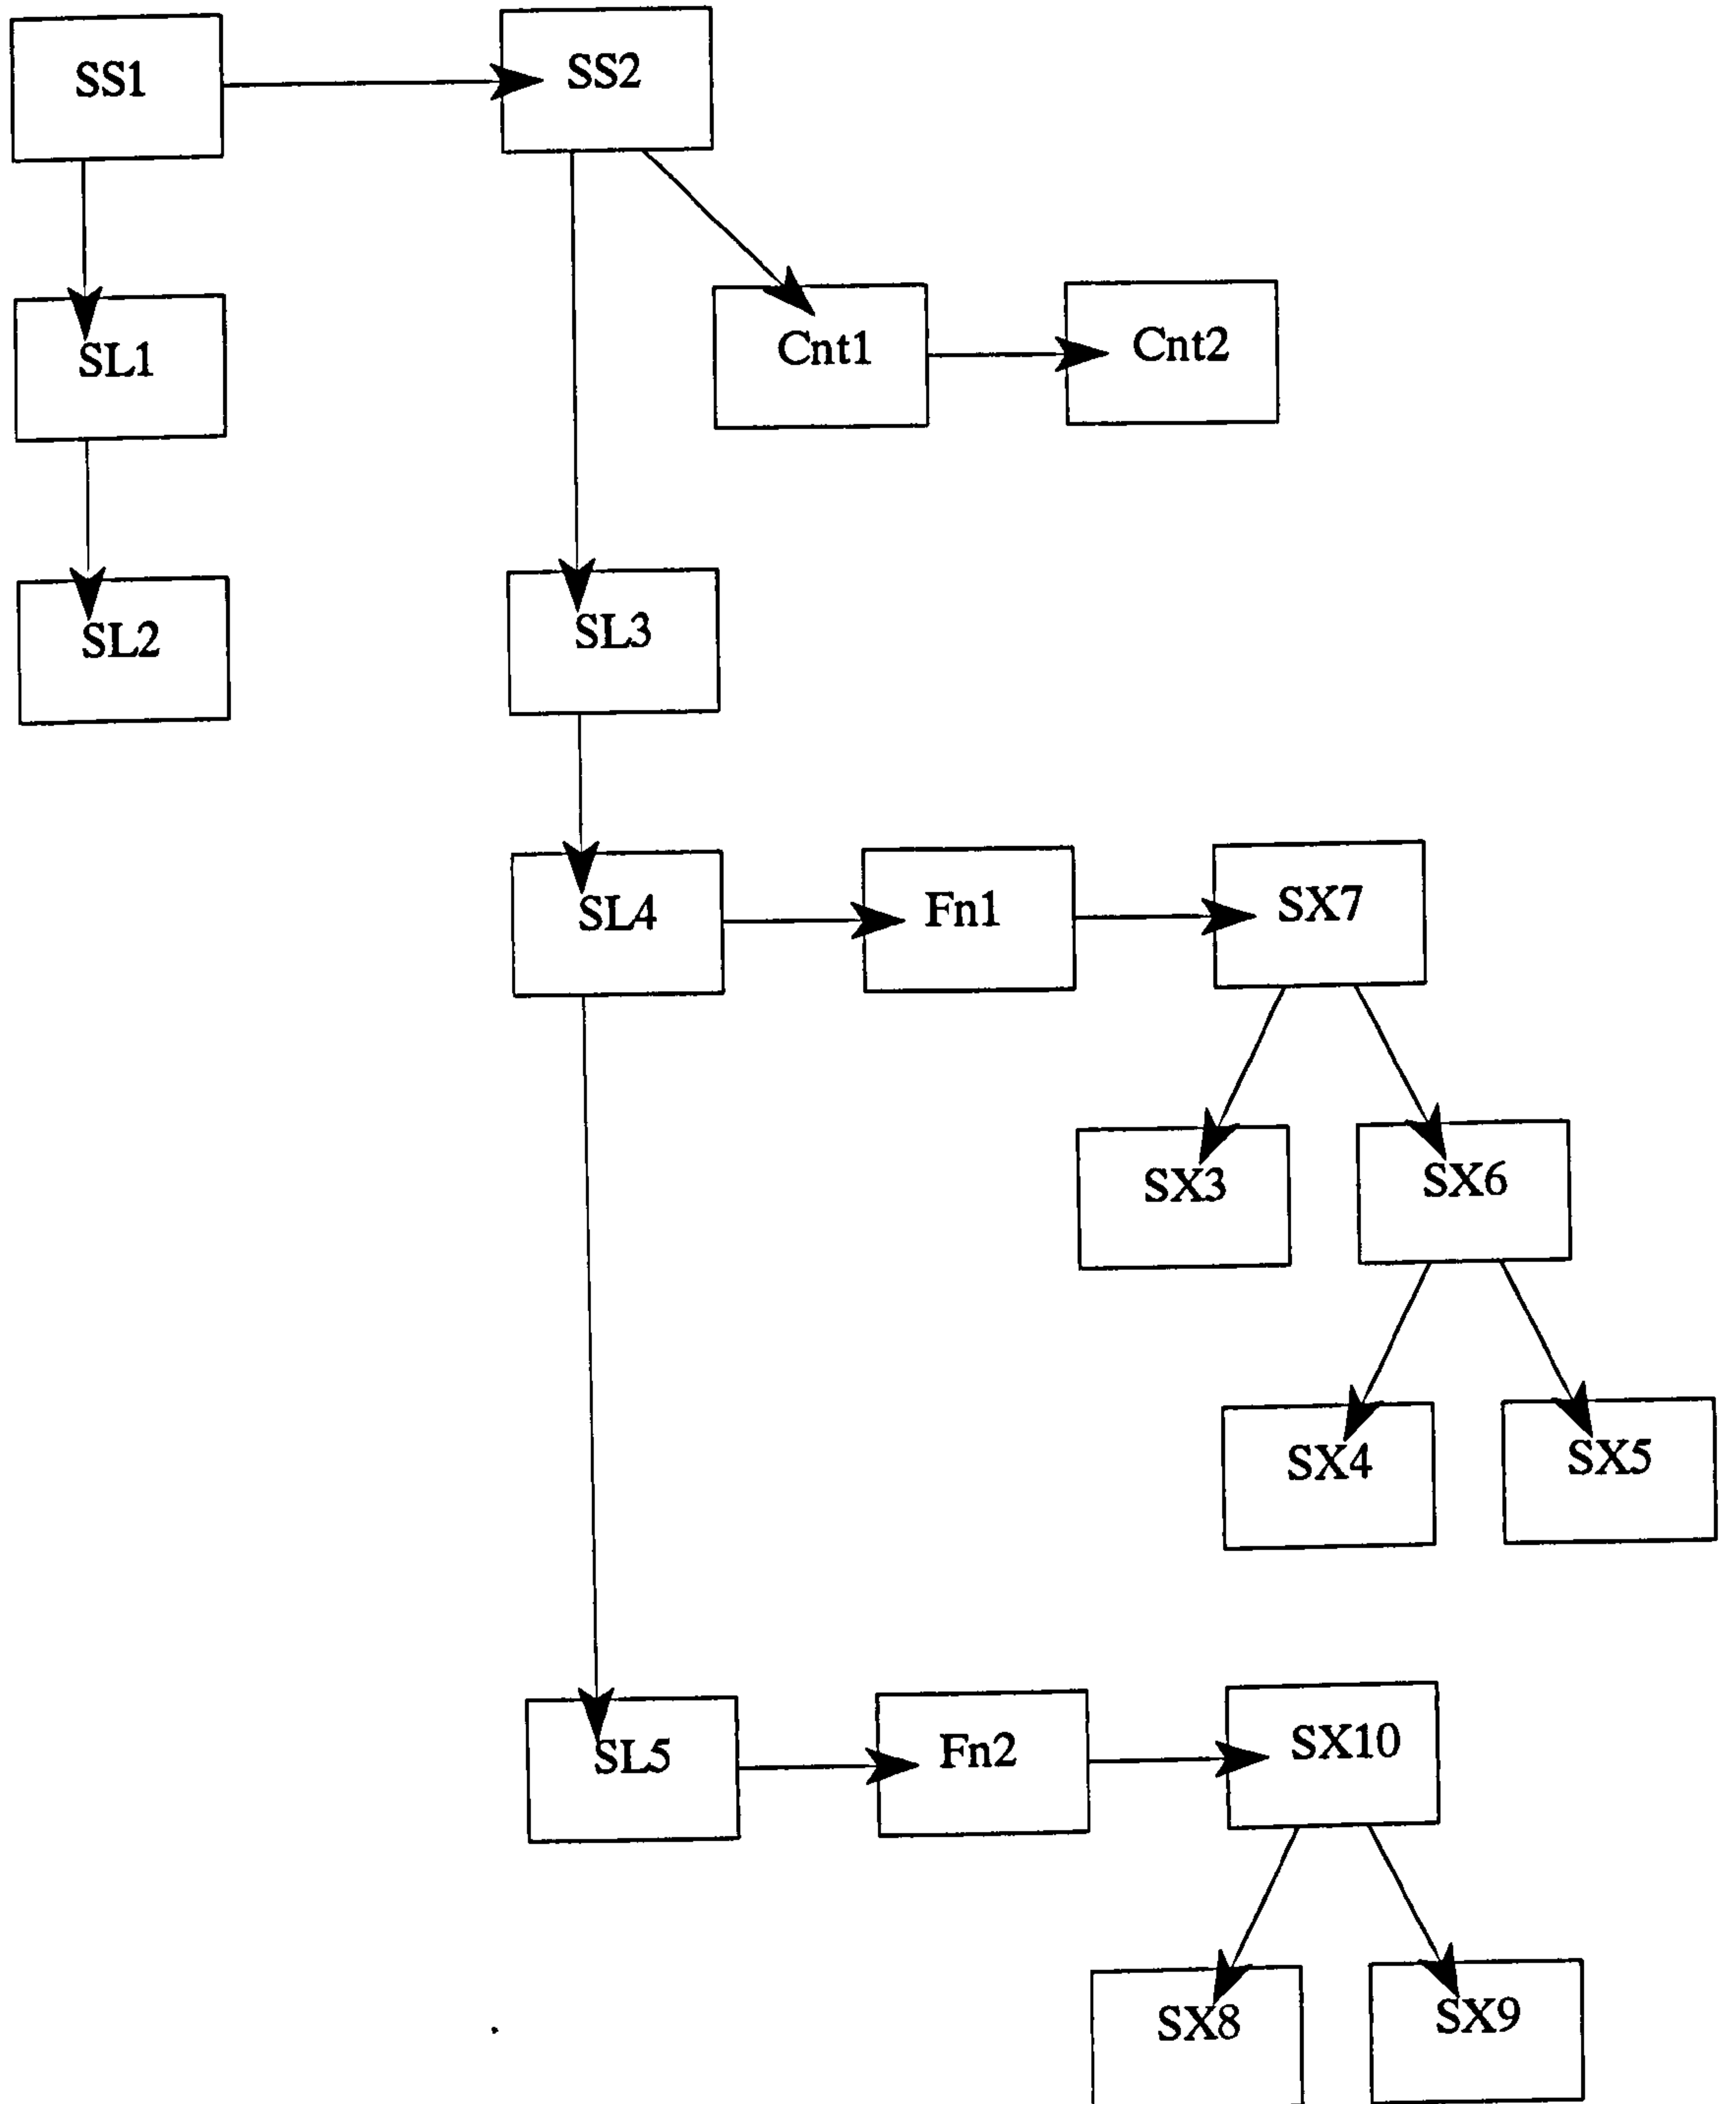 SS1
SS2
SL1
Cnt1
Cnt2
SL2
SL3
SL4
Fn1
SX7
SX3
SX6
SX4
SX5
SL5
Fn2
SX10
SX8
SX9